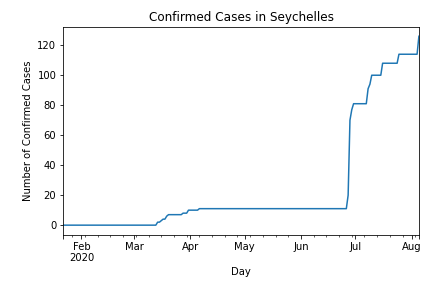 Confirmed Cases in Seychelles
Number of Confirmed Cases
120
100
80
60
40
20
0
Feb Mar Apr May Jun Jul Aug
2020
Day